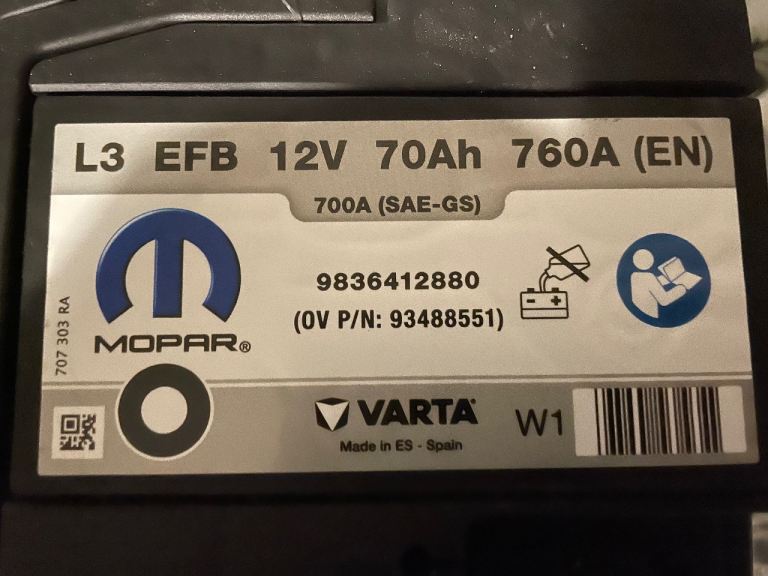 L3 EFB 12V 70Ah 760A (EN)
700A (SAE-GS)
9836412880
(OV P/N: 93488551)
MOPAR®
707 303 RA
VARTA®
W1
Made in ES - Spain